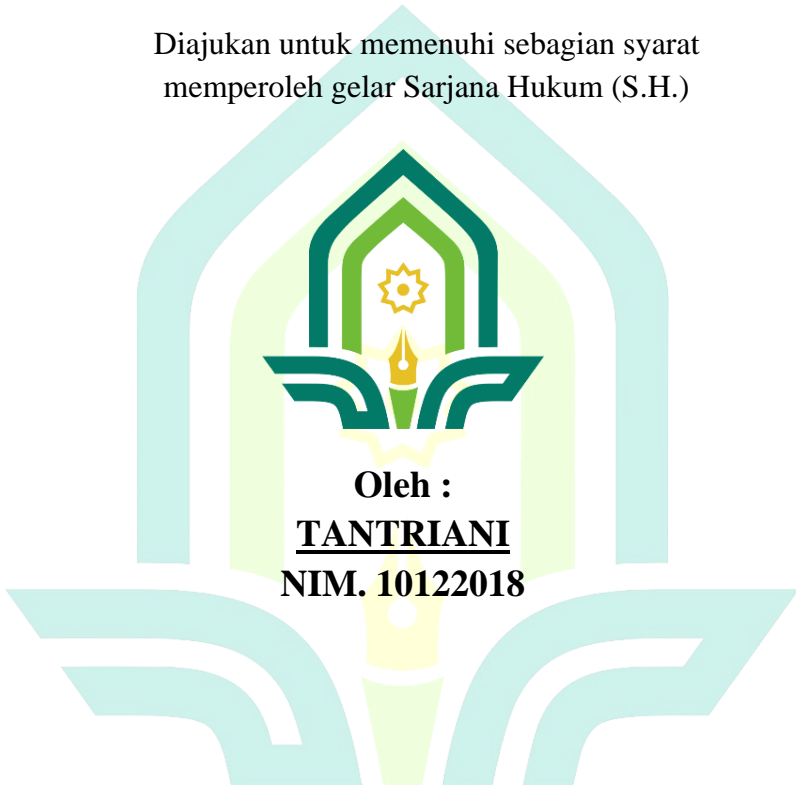 Diajukan untuk memenuhi sebagian syarat
memperoleh gelar Sarjana Hukum (S.H.)
Oleh :
TANTRIANI
NIM. 10122018